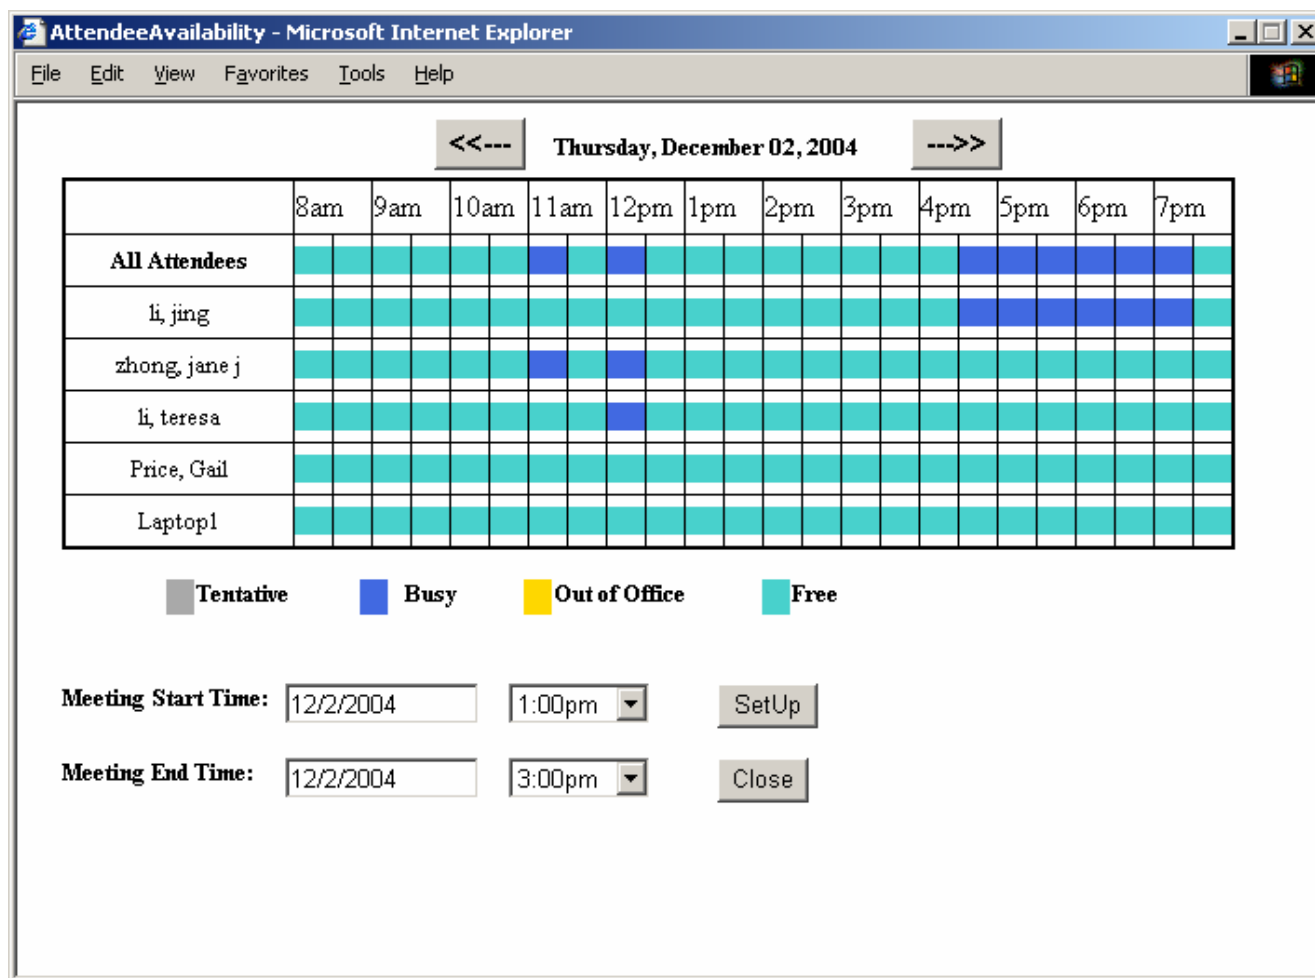 AttendeeAvailability - Microsoft Internet Explorer
File Edit View Favorites Tools Help
<<--- Thursday, December 02, 2004 --->>
8am 9am 10am 11am 12pm 1pm 2pm 3pm 4pm 5pm 6pm 7pm
All Attendees
li, jing
zhong, jane j
li, teresa
Price, Gail
Laptop1
Tentative Busy Out of Office Free
Meeting Start Time: 12/2/2004 1:00pm SetUp
Meeting End Time: 12/2/2004 3:00pm Close